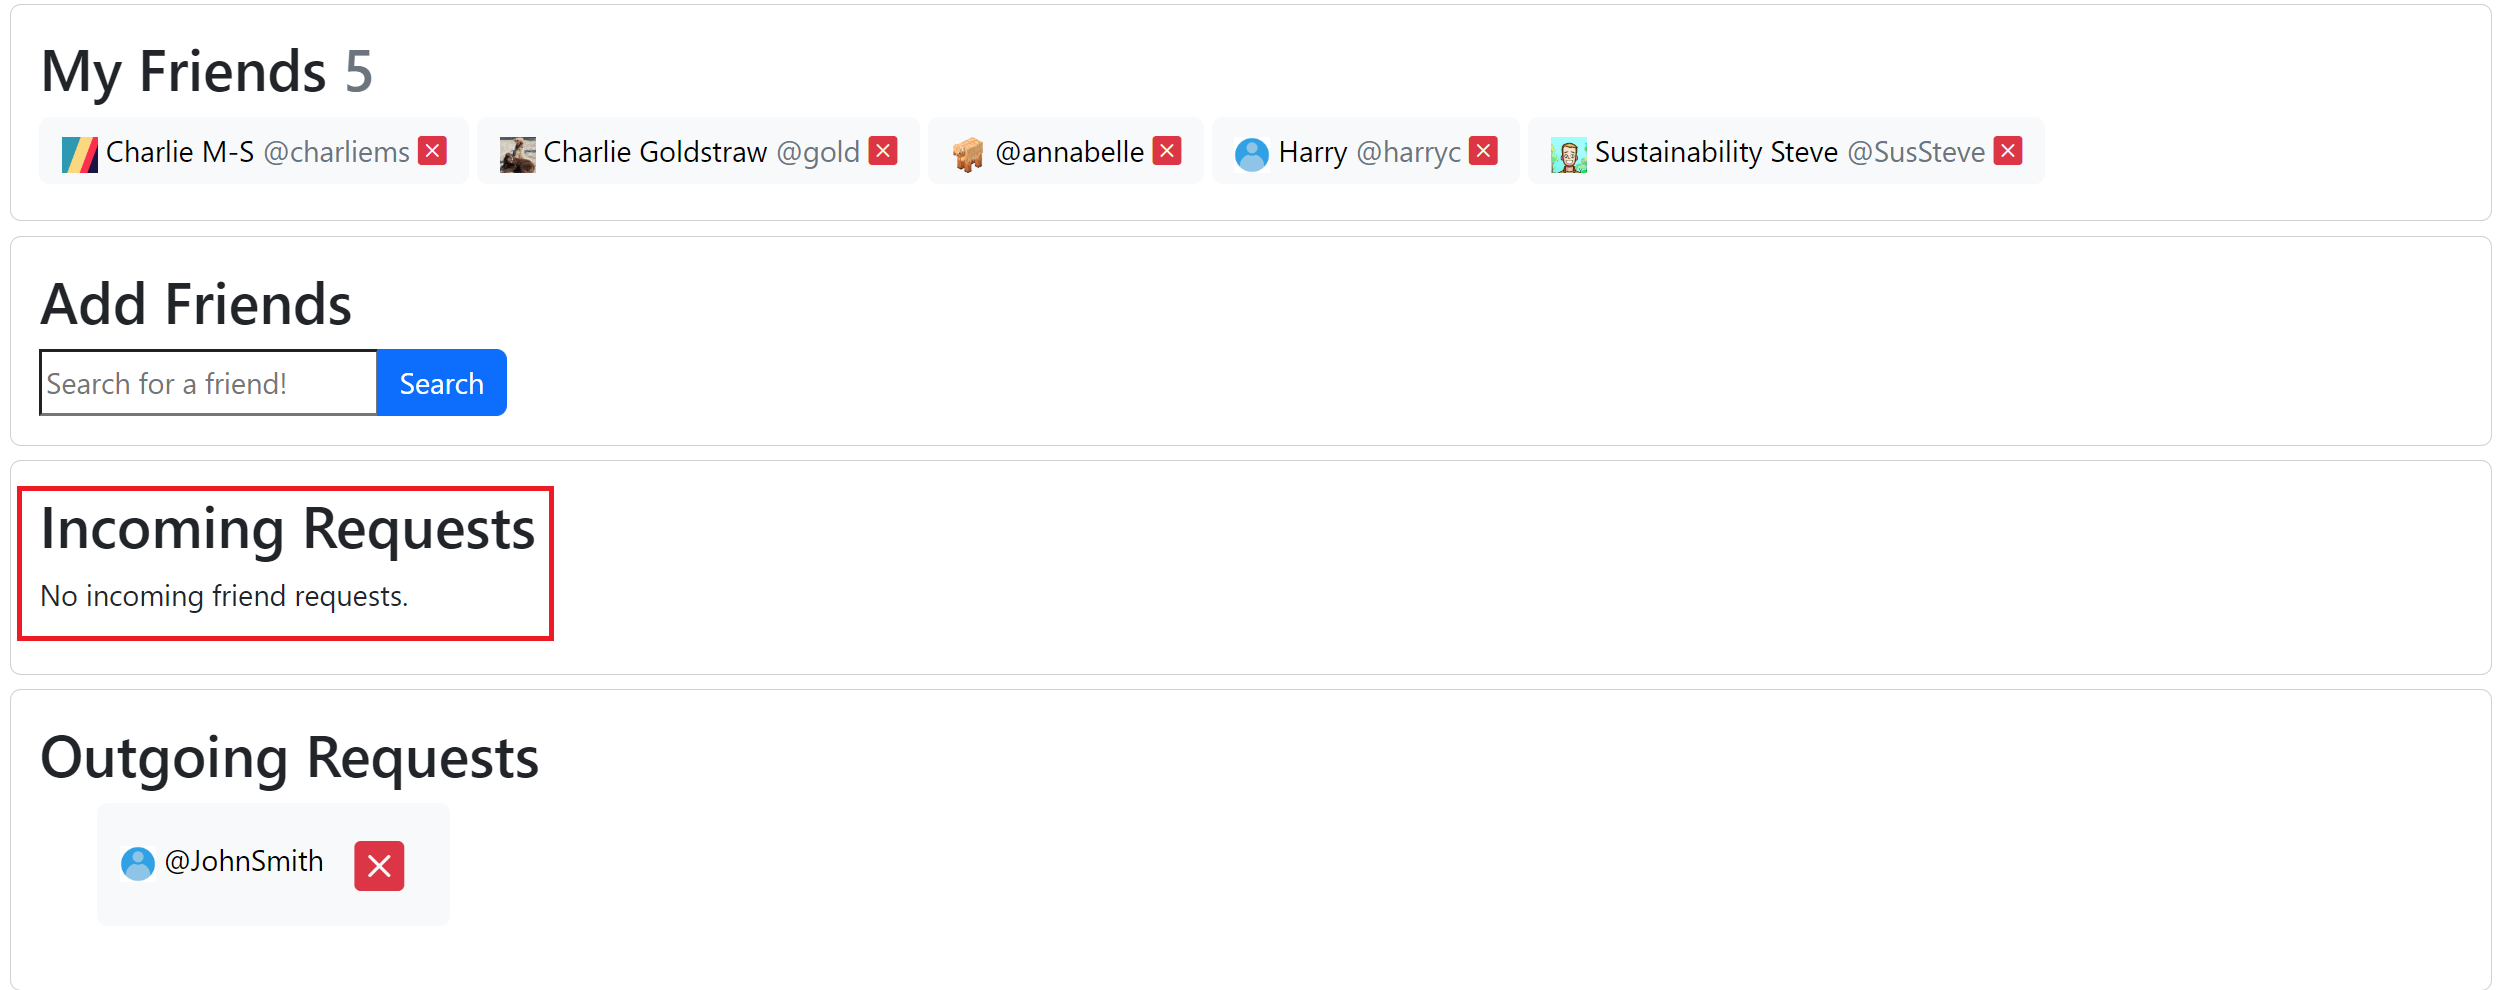 My Friends 5
Charlie M-S @charliems Charlie Goldstraw @gold @annabelle Harry @harryc Sustainability Steve @SusSteve
Add Friends
Search for a friend! Search
Incoming Requests
No incoming friend requests.
Outgoing Requests
@JohnSmith